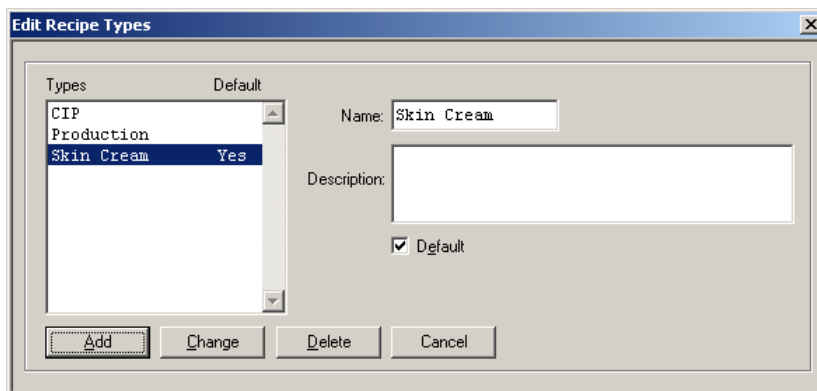 Edit Recipe Types
Types Default
CIP
Production
Skin Cream Yes
Name: Skin Cream
Description:
Default
Add Change Delete Cancel